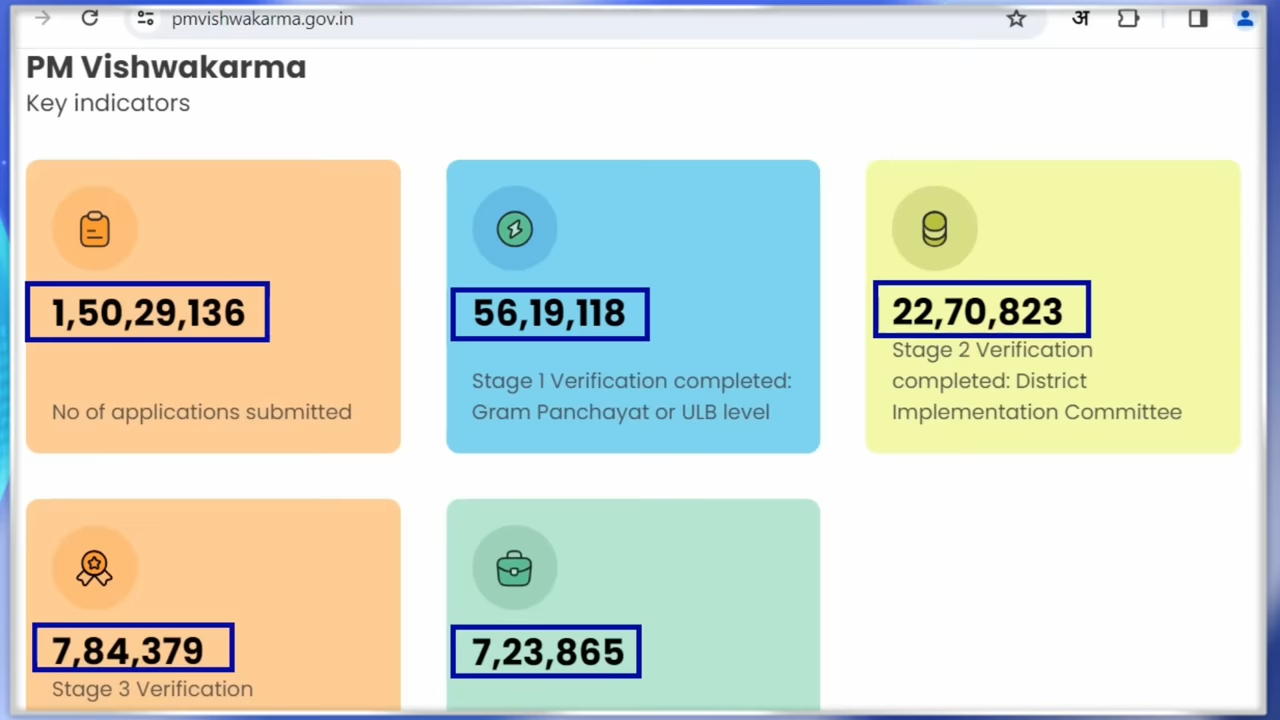 pmvishwakarma.gov.in
अ
PM Vishwakarma
Key indicators
1,50,29,136
No of applications submitted
56,19,118
Stage 1 Verification completed:
Gram Panchayat or ULB level
22,70,823
Stage 2 Verification
completed: District
Implementation Committee
7,84,379
Stage 3 Verification
7,23,865